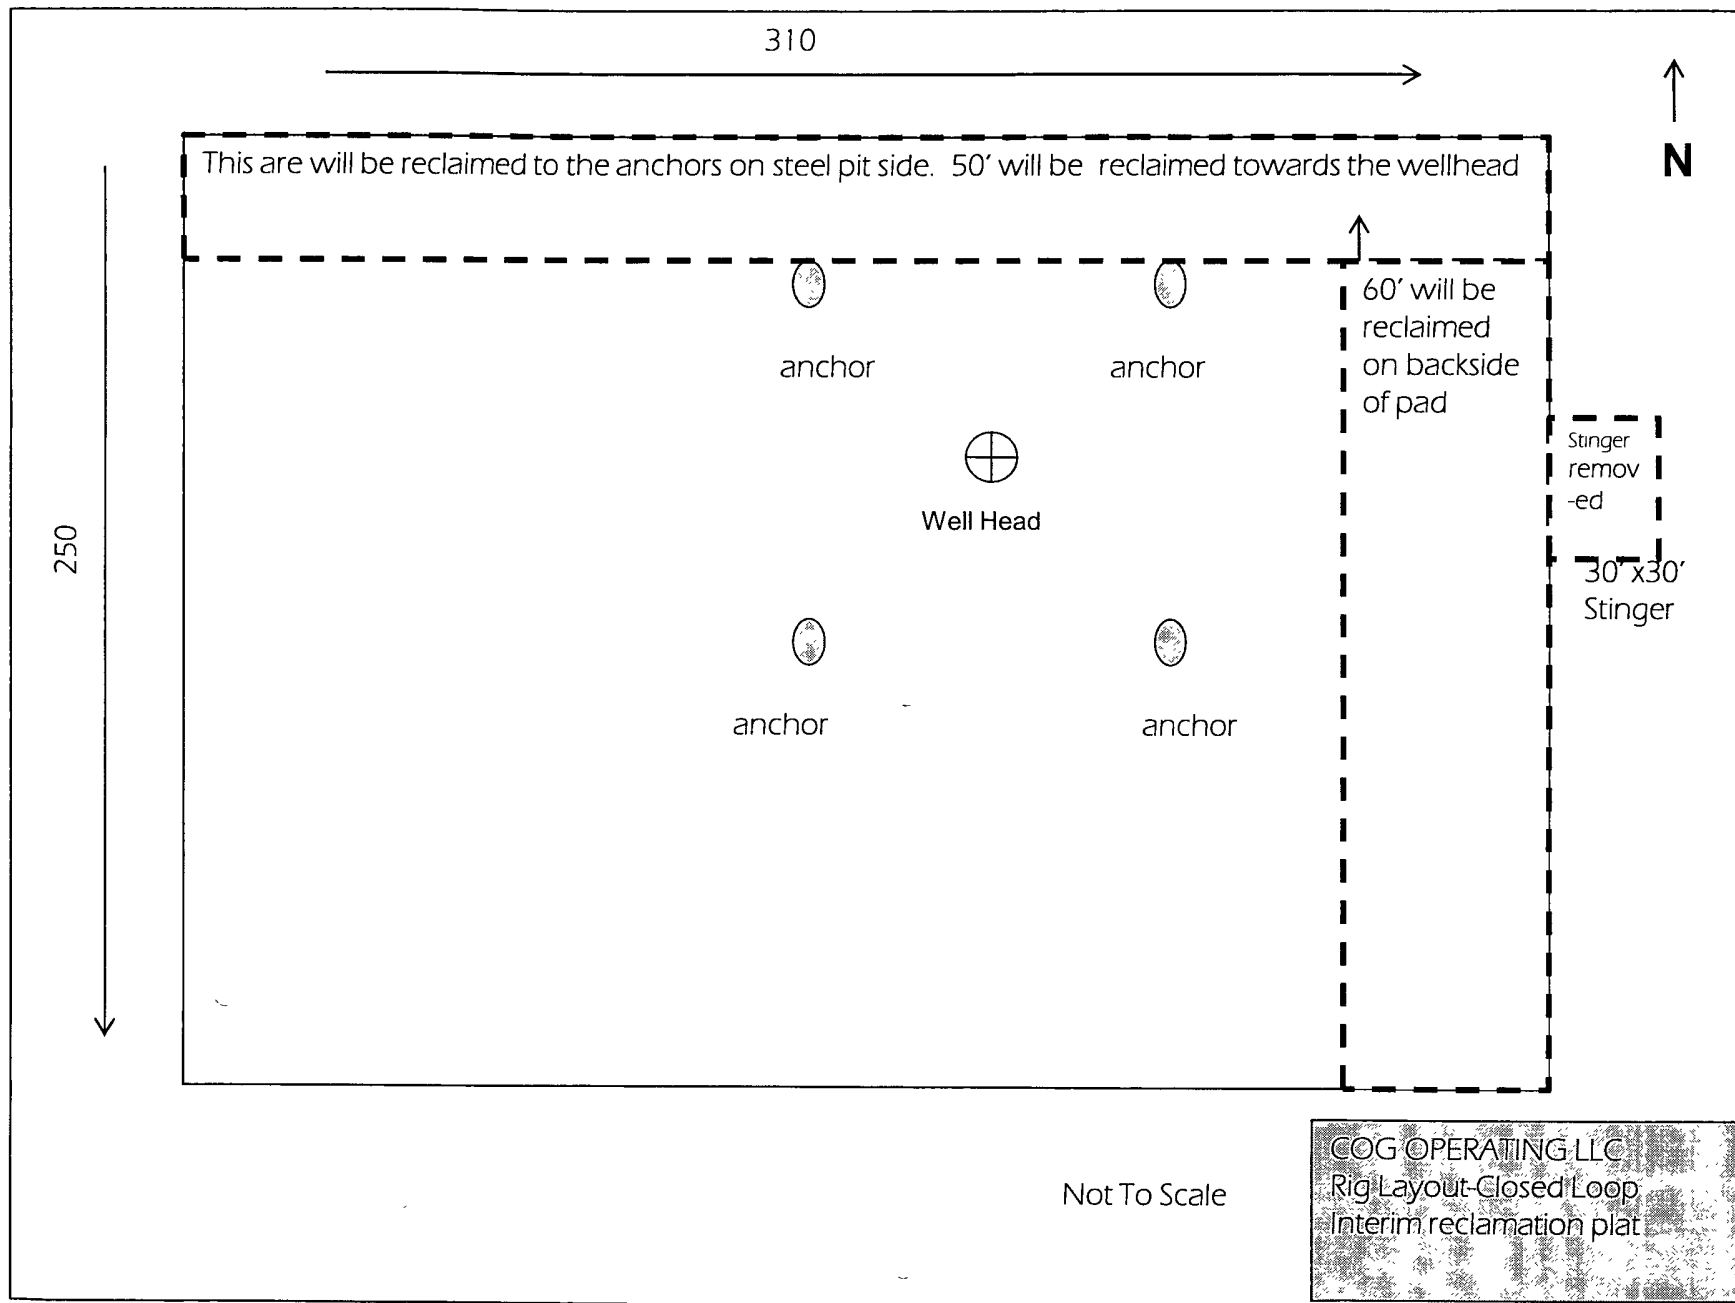 310
N
This are will be reclaimed to the anchors on steel pit side. 50' will be reclaimed towards the wellhead
60' will be
reclaimed
on backside
of pad
anchor
anchor
Stinger
remov
-ed
Well Head
250
30' x30'
Stinger
anchor
anchor
COG OPERATING LLC
Rig Layout-Closed Loop
Interim reclamation plat
Not To Scale